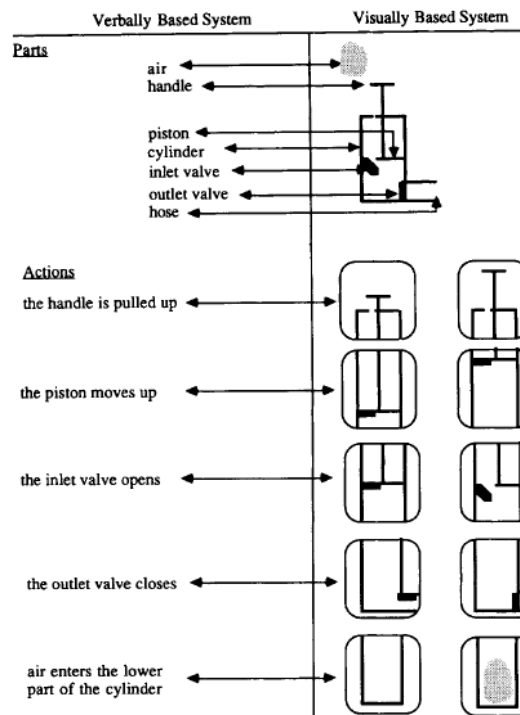 Verbally Based System
Visually Based System
Parts
air
handle
piston
cylinder
inlet valve
outlet valve
hose
Actions
the handle is pulled up
the piston moves up
the inlet valve opens
the outlet valve closes
air enters the lower
part of the cylinder